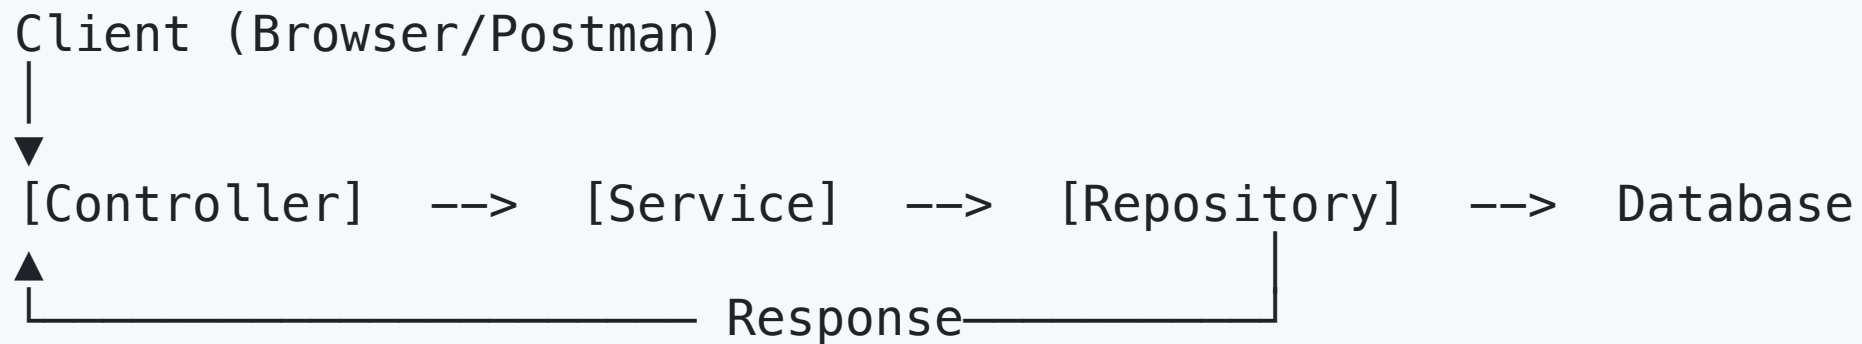 Client (Browser/Postman)
│
▼
[Controller]  -->  [Service]  -->  [Repository]  -->  Database
▲
└─────────────────────── Response───────────┘